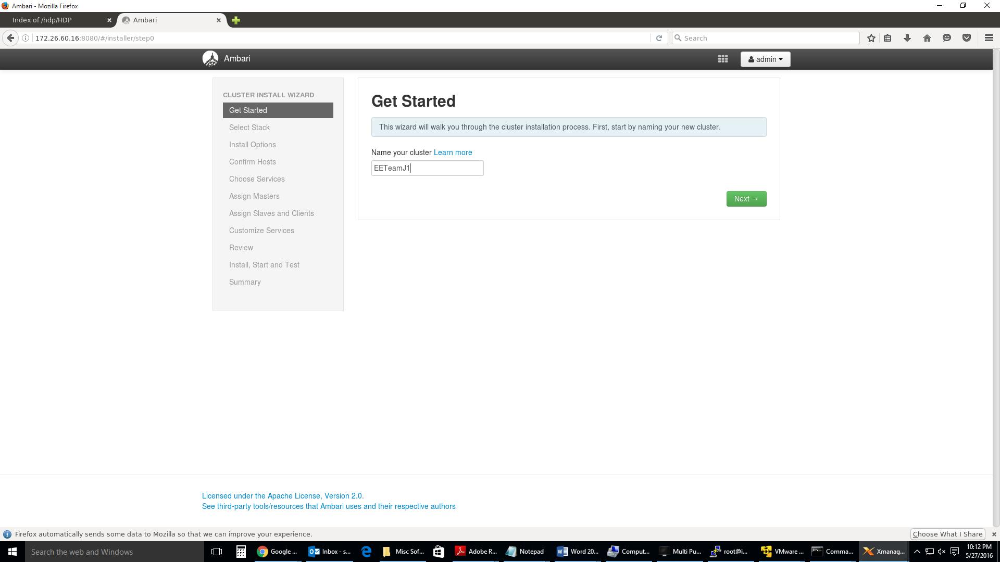 Ambari - Mozilla Firefox
Index of /hdp/HDP
Ambari
172.26.60.16:8080/#/installer/step0
Search
Ambari
admin
CLUSTER INSTALL WIZARD
Get Started
Select Stack
Install Options
Confirm Hosts
Choose Services
Assign Masters
Assign Slaves and Clients
Customize Services
Review
Install, Start and Test
Summary
Get Started
This wizard will walk you through the cluster installation process. First, start by naming your new cluster.
Name your cluster Learn more
EETeamJ1
Next →
Licensed under the Apache License, Version 2.0.
See third-party tools/resources that Ambari uses and their respective authors
Firefox automatically sends some data to Mozilla so that we can improve your experience.
Choose What I Share
Search the web and Windows
Google ...
Inbox - s...
Misc Sof...
Adobe R...
Notepad
Word 20...
Comput...
Multi Pu...
root@i...
VMware ...
Comma...
Xmanag...
10:12 PM
5/27/2016